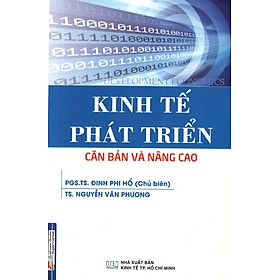 DEVELOPMENT ECONOMICS
KINH TẾ
PHÁT TRIỂN
CĂN BẢN VÀ NÂNG CAO
PGS.TS. ĐINH PHI HỔ (Chủ biên)
TS. NGUYỄN VĂN PHƯƠNG
NHÀ XUẤT BẢN
KINH TẾ TP. HỒ CHÍ MINH